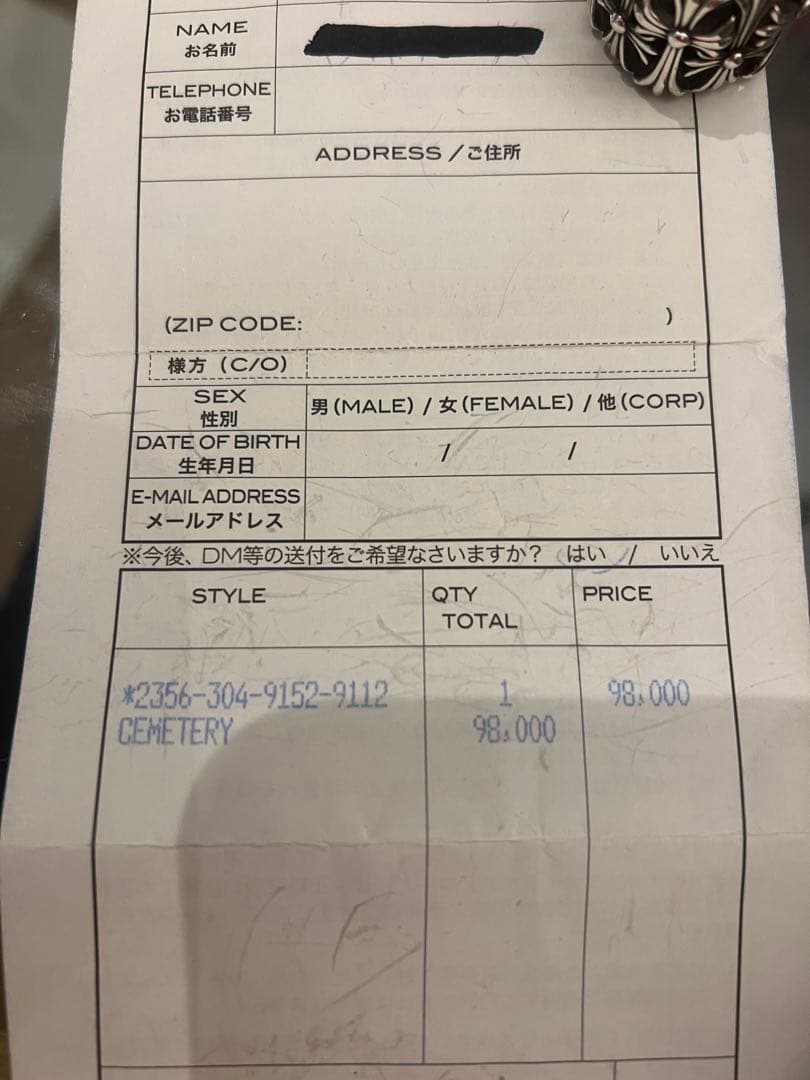 NAME
お名前
TELEPHONE
お電話番号
ADDRESS /ご住所
(ZIP CODE: )
様方 (C/O)
SEX
性別
男(MALE) / 女(FEMALE) / 他(CORP)
DATE OF BIRTH
生年月日
/ /
E-MAIL ADDRESS
メールアドレス
※今後、DM等の送付をご希望なさいますか? はい / いいえ
STYLE QTY PRICE
TOTAL
*2356-304-9152-9112 1 98,000
CEMETERY 98,000